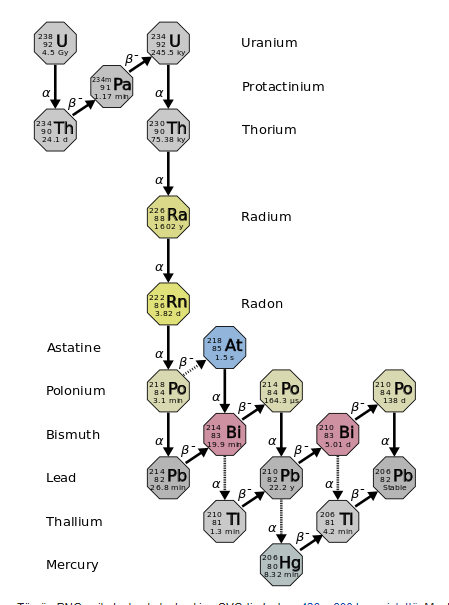 238
92 U
4.5 Gy
234
92 U
245.5 ky
Uranium
β⁻
234m
91 Pa
1.17 min
Protactinium
α
α
β⁻
234
90 Th
24.1 d
230
90 Th
75.38 ky
Thorium
α
226
88 Ra
1602 y
Radium
α
222
86 Rn
3.82 d
Radon
Astatine
α
β⁻
218
85 At
1.5 s
Polonium
218
84 Po
3.1 min
α
214
84 Po
164.3 µs
210
84 Po
138 d
Bismuth
α
β⁻
214
83 Bi
19.9 min
β⁻
α
210
83 Bi
5.01 d
β⁻
α
Lead
214
82 Pb
26.8 min
β⁻
210
82 Pb
22.2 y
β⁻
206
82 Pb
Stable
Thallium
α
210
81 Tl
1.3 min
β⁻
α
α
206
81 Tl
4.2 min
β⁻
Mercury
206
80 Hg
8.32 min
β⁻